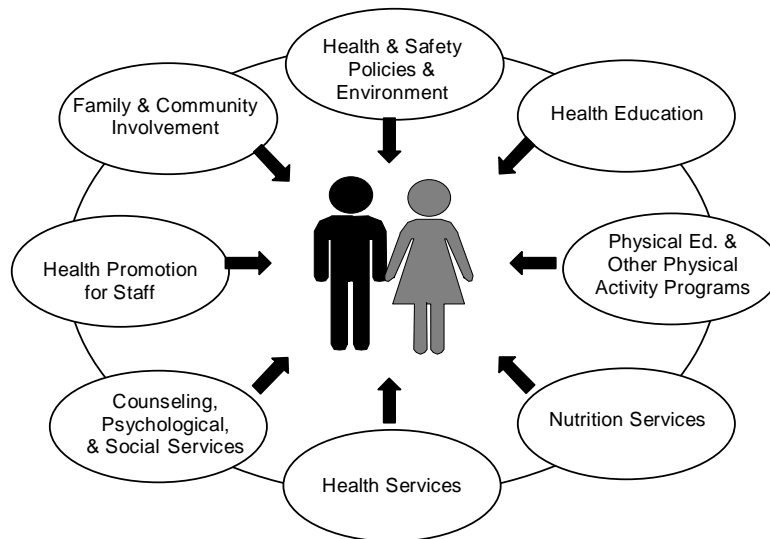 Health & Safety
Policies &
Environment
Family & Community
Involvement
Health Education
Health Promotion
for Staff
Physical Ed. &
Other Physical
Activity Programs
Counseling,
Psychological,
& Social Services
Nutrition Services
Health Services